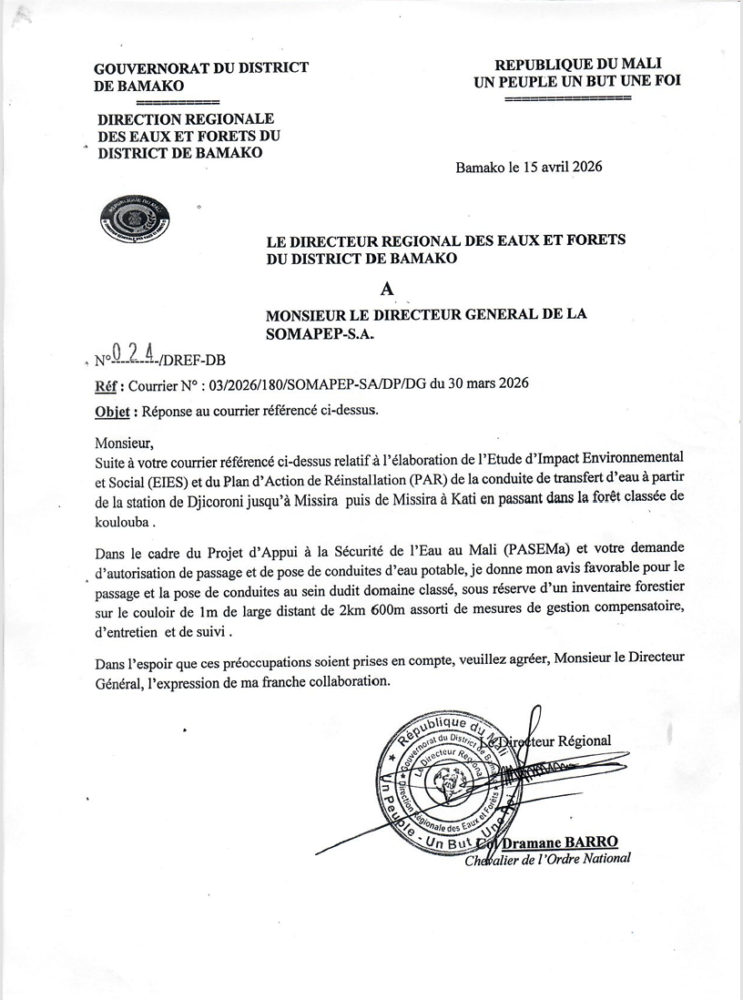 GOUVERNORAT DU DISTRICT
DE BAMAKO
==========
REPUBLIQUE DU MALI
UN PEUPLE UN BUT UNE FOI
===============
DIRECTION REGIONALE
DES EAUX ET FORETS DU
DISTRICT DE BAMAKO
Bamako le 15 avril 2026
REPUBLIQUE DU MALI
DIRECTION GENERALE DES EAUX ET FORETS
LE DIRECTEUR REGIONAL DES EAUX ET FORETS
DU DISTRICT DE BAMAKO
A
MONSIEUR LE DIRECTEUR GENERAL DE LA
SOMAPEP-S.A.
N°024/DREF-DB
Réf : Courrier N° : 03/2026/180/SOMAPEP-SA/DP/DG du 30 mars 2026
Objet : Réponse au courrier référencé ci-dessus.
Monsieur,
Suite à votre courrier référencé ci-dessus relatif à l'élaboration de l'Etude d'Impact Environnemental
et Social (EIES) et du Plan d'Action de Réinstallation (PAR) de la conduite de transfert d'eau à partir
de la station de Djicoroni jusqu'à Missira puis de Missira à Kati en passant dans la forêt classée de
koulouba .
Dans le cadre du Projet d'Appui à la Sécurité de l'Eau au Mali (PASEMa) et votre demande
d'autorisation de passage et de pose de conduites d'eau potable, je donne mon avis favorable pour le
passage et la pose de conduites au sein dudit domaine classé, sous réserve d'un inventaire forestier
sur le couloir de 1m de large distant de 2km 600m assorti de mesures de gestion compensatoire,
d'entretien et de suivi .
Dans l'espoir que ces préoccupations soient prises en compte, veuillez agréer, Monsieur le Directeur
Général, l'expression de ma franche collaboration.
Le Directeur Régional
République du Mali
Gouvernorat du District de Bamako
Le Directeur Régional
Direction Régionale des Eaux et Forêts
Un Peuple - Un But - Une Foi
Col Dramane BARRO
Chevalier de l'Ordre National